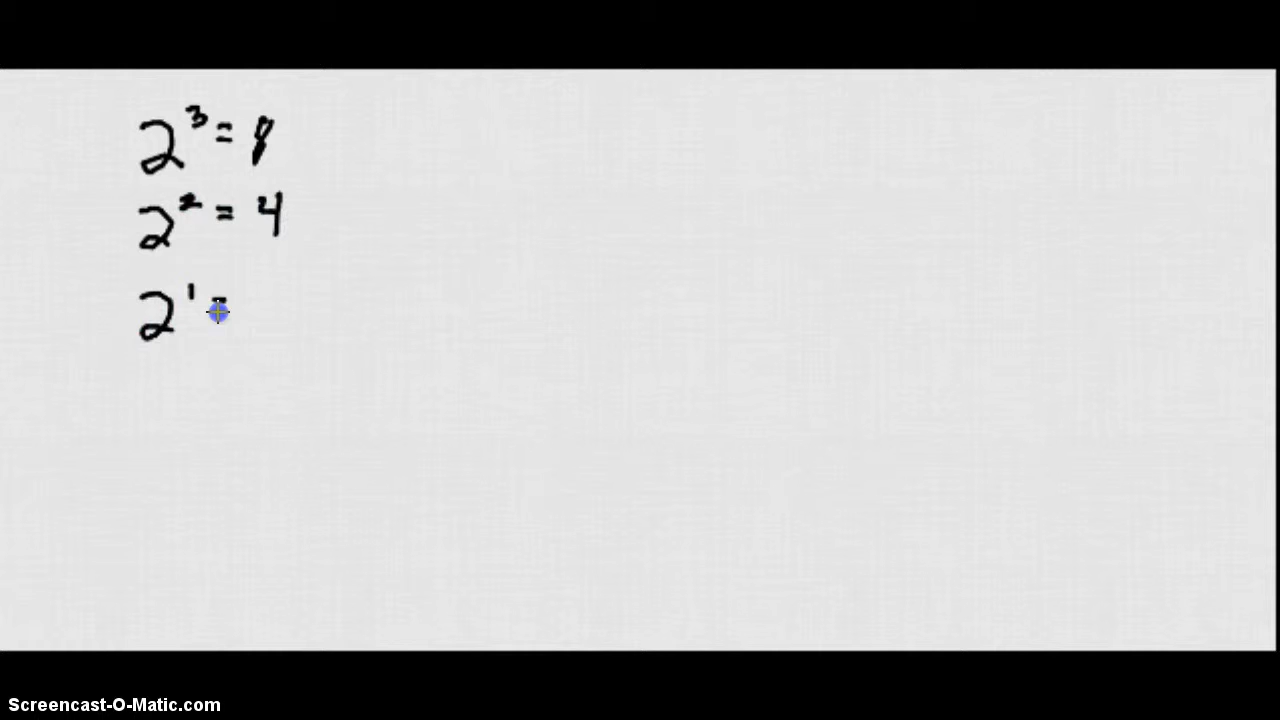 2³ = 8
2² = 4
2¹ =
Screencast-O-Matic.com